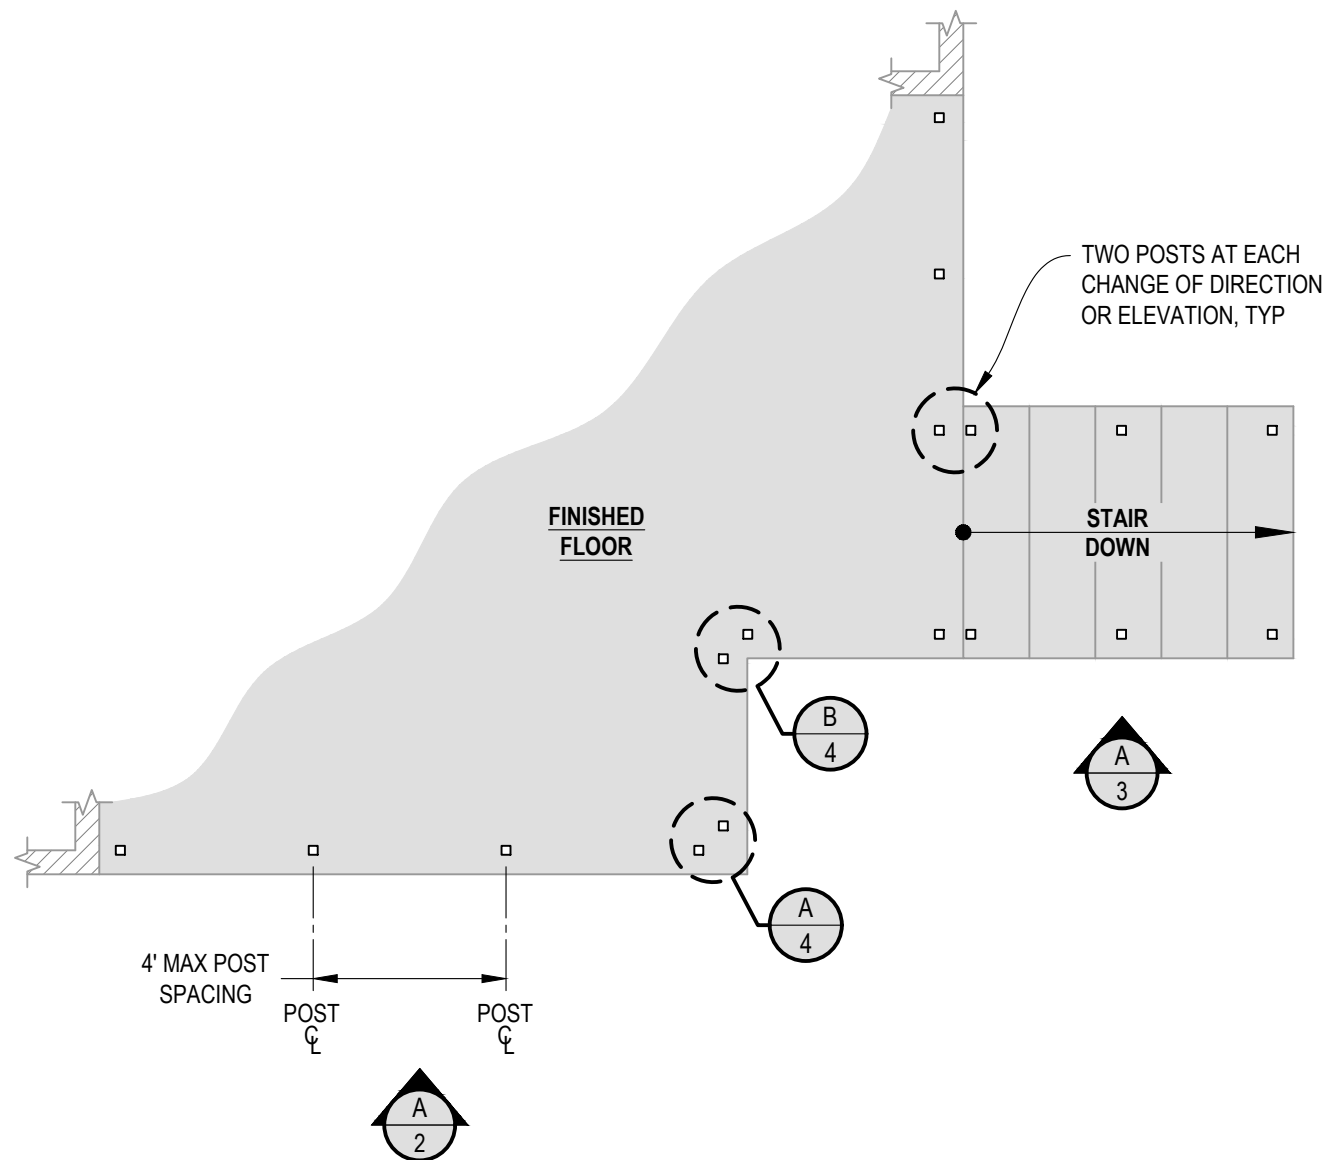 TWO POSTS AT EACH
CHANGE OF DIRECTION
OR ELEVATION, TYP
FINISHED
FLOOR
STAIR
DOWN
B
4
A
3
A
4
4' MAX POST
SPACING
POST
℄
POST
℄
A
2